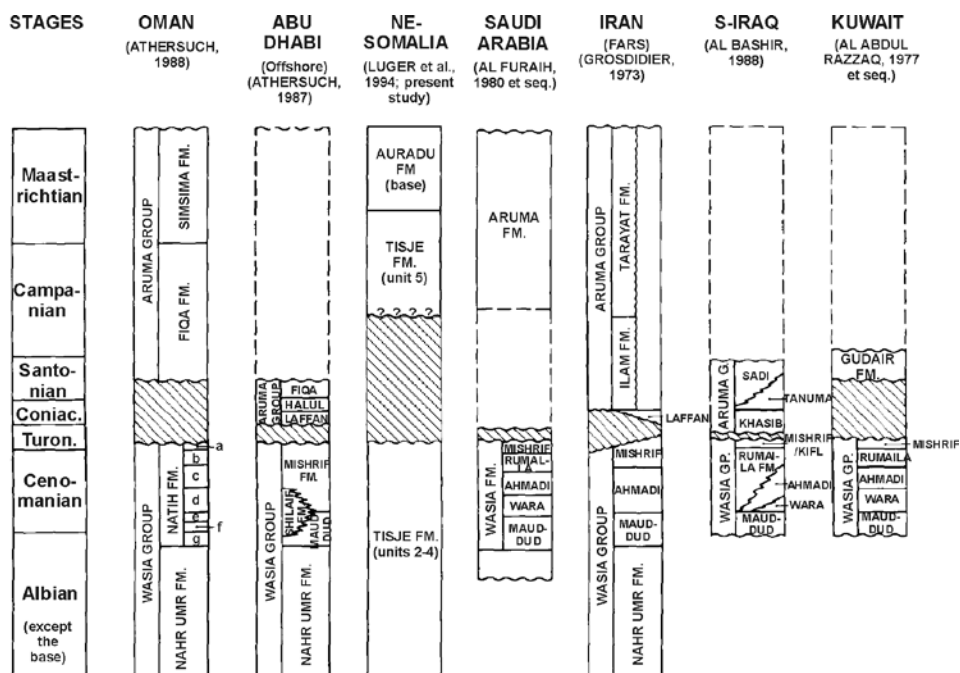 STAGES
Maast-
richtian
Campa-
nian
Santo-
nian
Coniac.
Turon.
Ceno-
manian
Albian
(except
the
base)
OMAN
(ATHERSUCH,
1988)
ARUMA GROUP
SIMSIMA FM.
FIQA FM.
WASIA GROUP
NATIH FM.
a
b
c
d
e
f
g
NAHR UMR FM.
ABU
DHABI
(Offshore)
(ATHERSUCH,
1987)
ARUMA
GROUP
FIQA
HALUL
LAFFAN
WASIA GROUP
MISHRIF
FM.
SHILAIF
FM.
MAUD-
DUD
NAHR UMR FM.
NE-
SOMALIA
(LUGER et al.,
1994; present
study)
AURADU
FM
(base)
TISJE
FM.
(unit 5)
? ? ? ?
TISJE FM.
(units 2-4)
SAUDI
ARABIA
(AL FURAIH,
1980 et seq.)
ARUMA
FM.
WASIA FM.
MISHRIF
RUMAI-
LA
AHMADI
WARA
MAUD-
DUD
IRAN
(FARS)
(GROSDIDIER,
1973)
ARUMA GROUP
TARAYAT FM.
ILAM FM.
LAFFAN
WASIA GROUP
MISHRIF
AHMADI
MAUD-
DUD
NAHR UMR FM.
S-IRAQ
(AL BASHIR,
1988)
ARUMA G.
SADI
TANUMA
KHASIB
MISHRIF
/KIFL
WASIA GP.
RUMAI-
LA FM.
AHMADI
WARA
MAUD-
DUD
KUWAIT
(AL ABDUL
RAZZAQ, 1977
et seq.)
GUDAIR
FM.
MISHRIF
WASIA GP.
RUMAILA
AHMADI
WARA
MAUD-
DUD